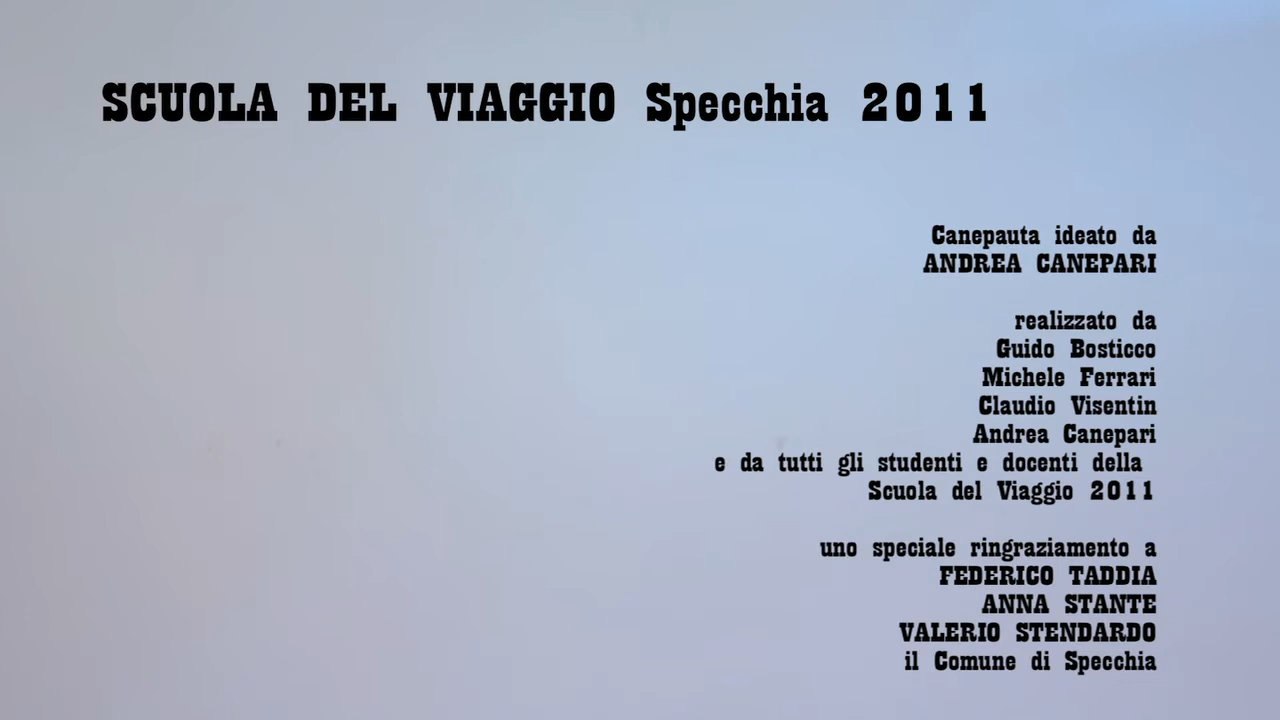 SCUOLA DEL VIAGGIO Specchia 2011
Canepauta ideato da
ANDREA CANEPARI
realizzato da
Guido Bosticco
Michele Ferrari
Claudio Visentin
Andrea Canepari
e da tutti gli studenti e docenti della
Scuola del Viaggio 2011
uno speciale ringraziamento a
FEDERICO TADDIA
ANNA STANTE
VALERIO STENDARDO
il Comune di Specchia